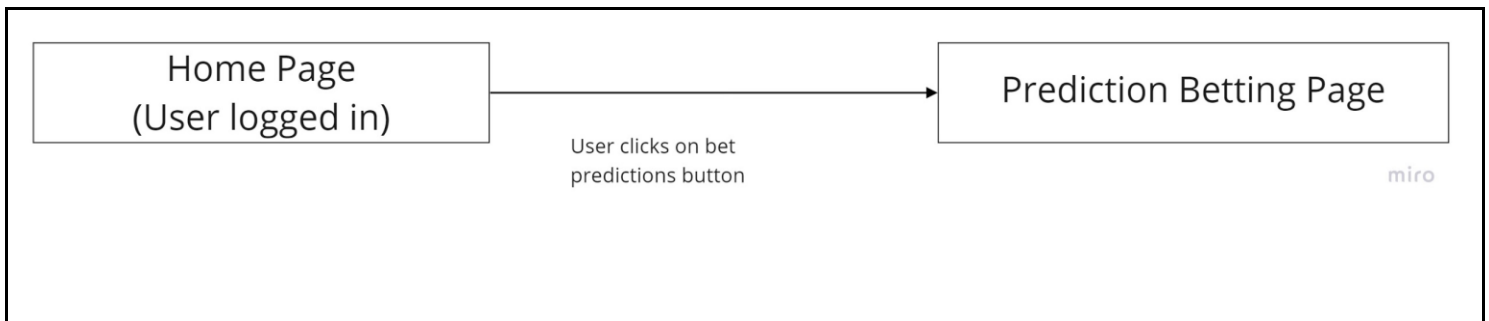 Home Page
(User logged in)
Prediction Betting Page
User clicks on bet
predictions button
miro